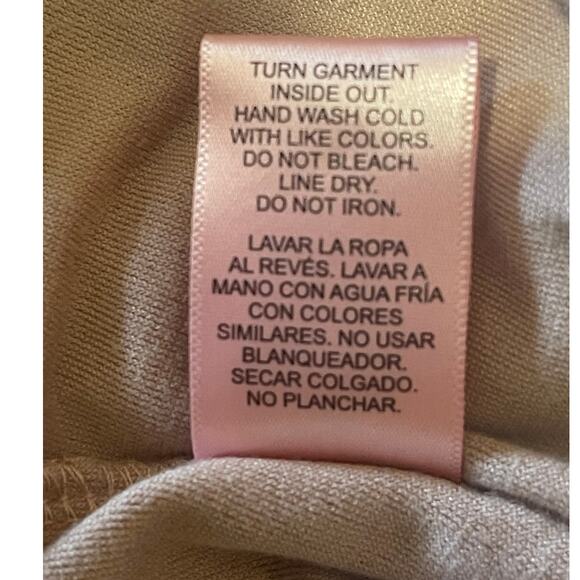 TURN GARMENT
INSIDE OUT.
HAND WASH COLD
WITH LIKE COLORS.
DO NOT BLEACH.
LINE DRY.
DO NOT IRON.
LAVAR LA ROPA
AL REVÉS. LAVAR A
MANO CON AGUA FRÍA
CON COLORES
SIMILARES. NO USAR
BLANQUEADOR.
SECAR COLGADO.
NO PLANCHAR.